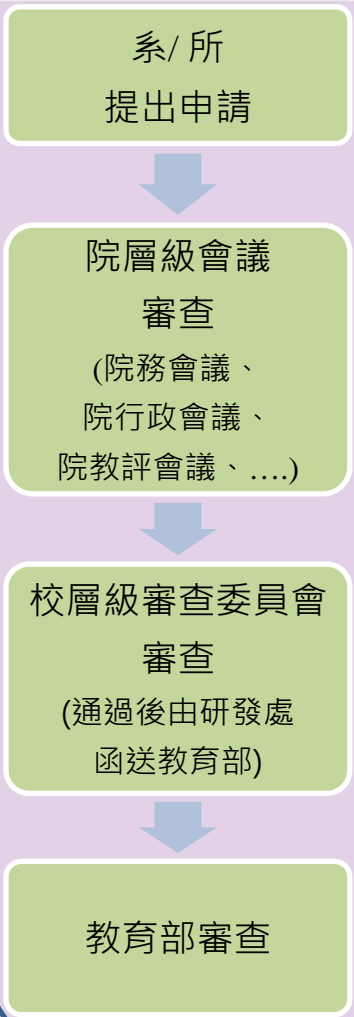 系/ 所
提出申請
院層級會議
審查
(院務會議、
院行政會議、
院教評會議、….)
校層級審查委員會
審查
(通過後由研發處
函送教育部)
教育部審查